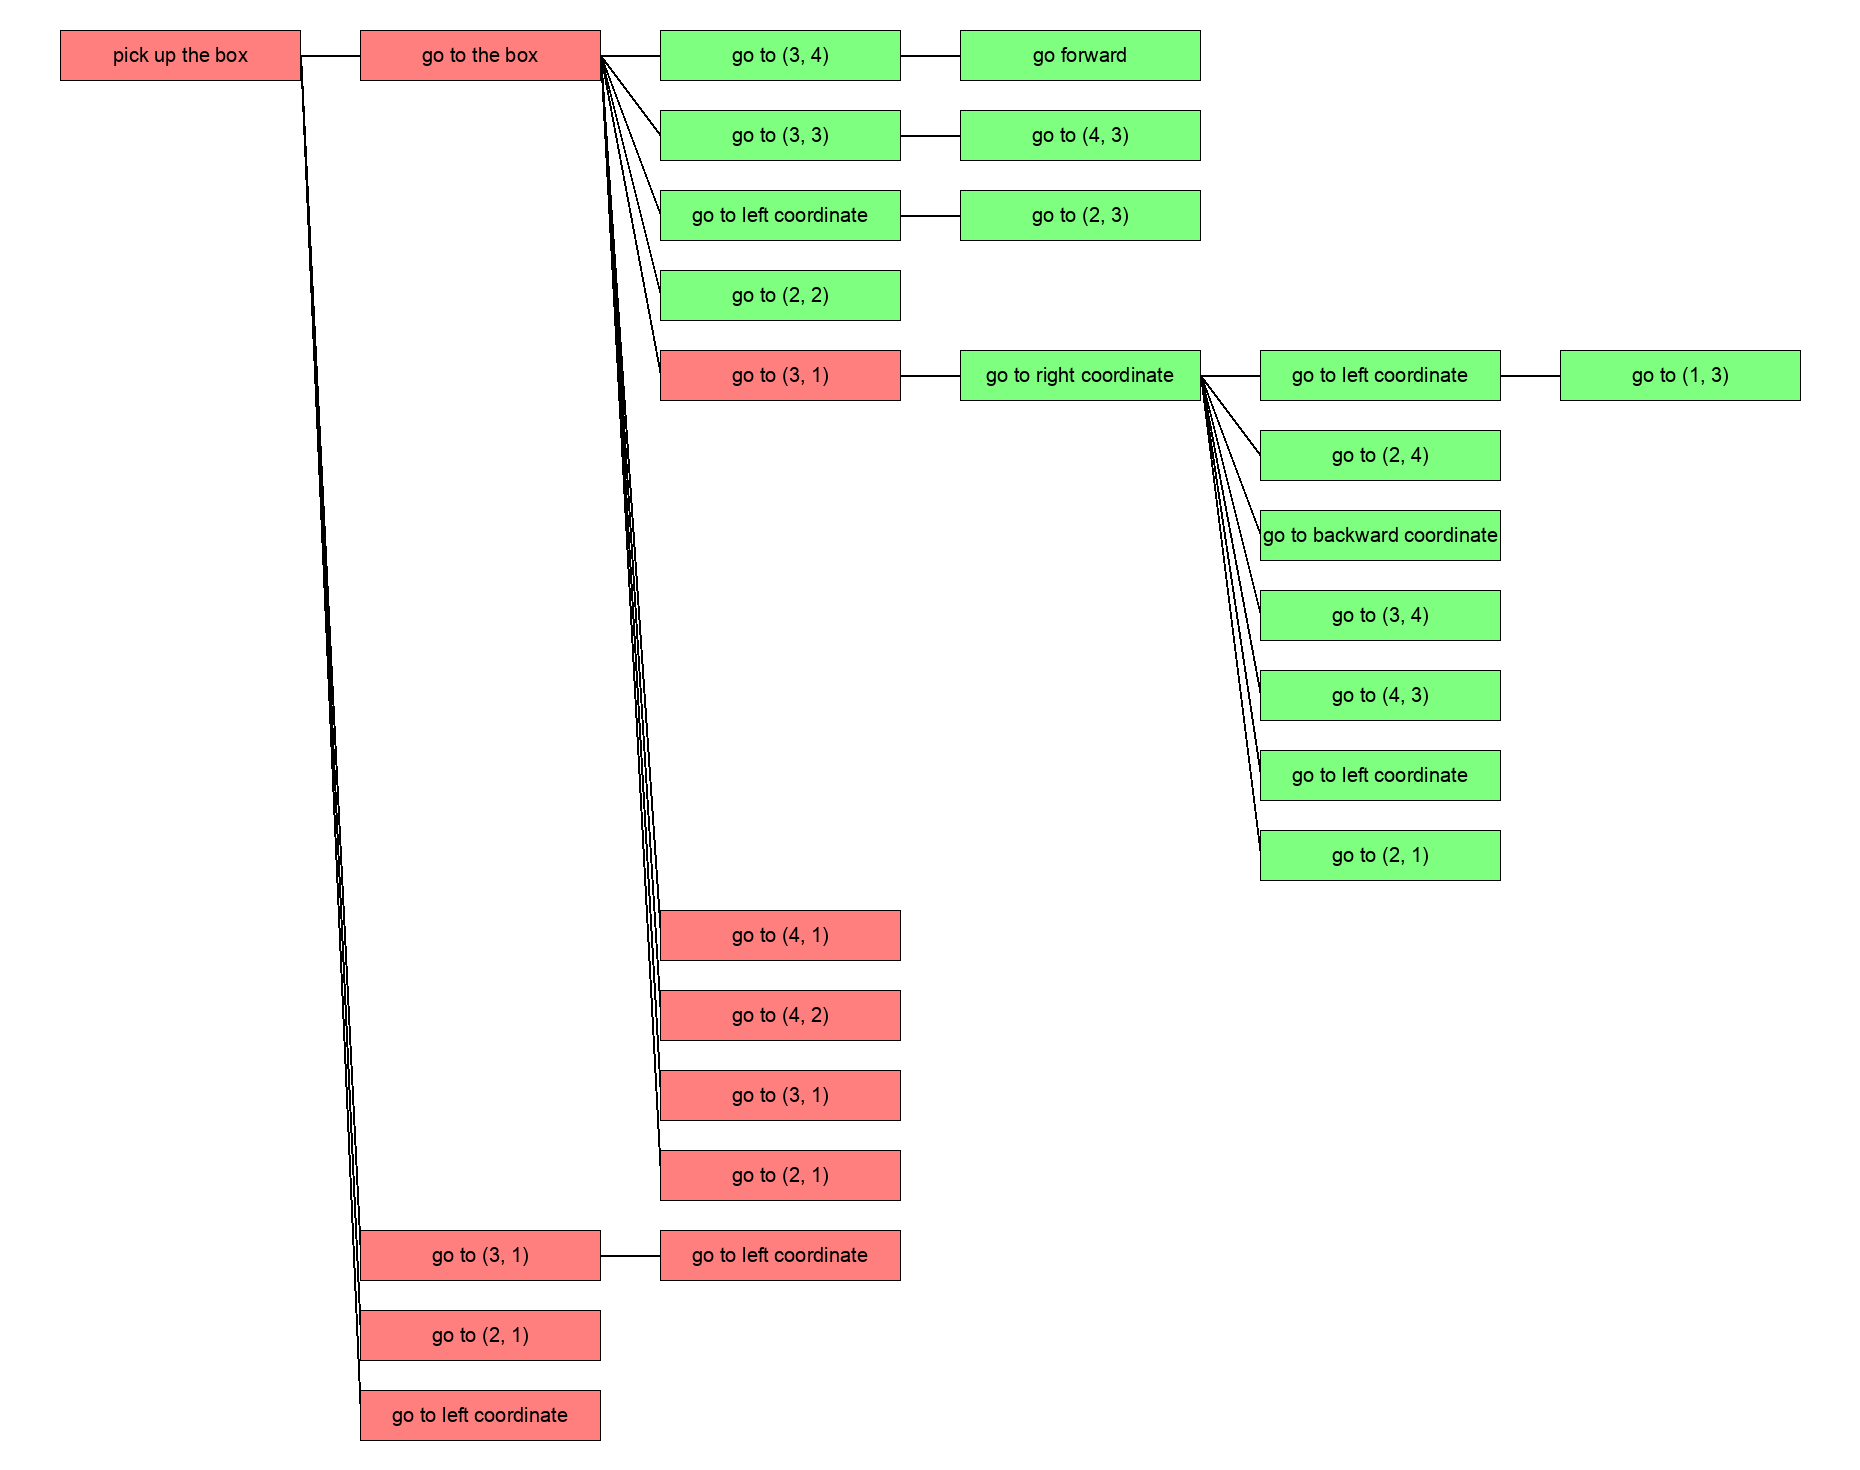 pick up the box
go to the box
go to (3, 4)
go forward
go to (3, 3)
go to (4, 3)
go to left coordinate
go to (2, 3)
go to (2, 2)
go to (3, 1)
go to right coordinate
go to left coordinate
go to (1, 3)
go to (2, 4)
go to backward coordinate
go to (3, 4)
go to (4, 3)
go to left coordinate
go to (2, 1)
go to (4, 1)
go to (4, 2)
go to (3, 1)
go to (2, 1)
go to (3, 1)
go to left coordinate
go to (2, 1)
go to left coordinate